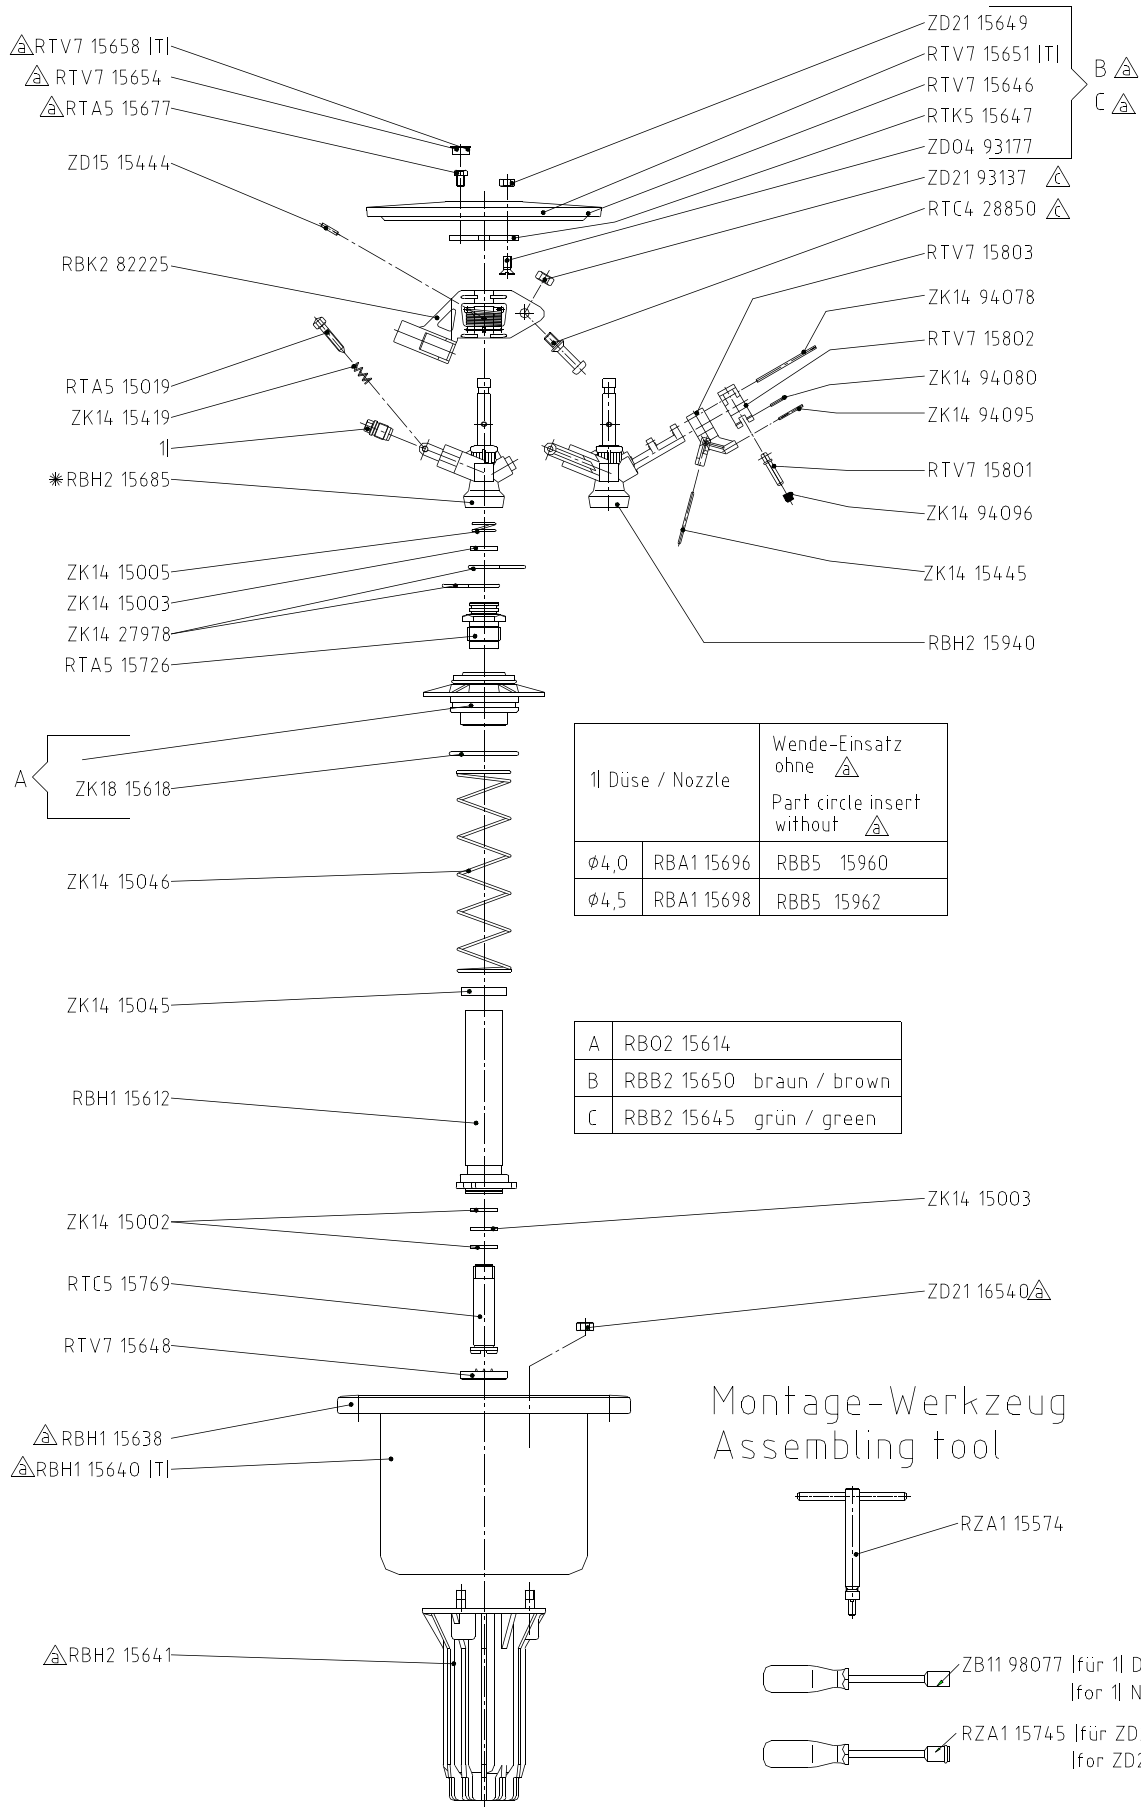 a RTV7 15658 |T|
a RTV7 15654
a RTA5 15677
ZD15 15444
RBK2 82225
RTA5 15019
ZK14 15419
1|
✳RBH2 15685
ZK14 15005
ZK14 15003
ZK14 27978
RTA5 15726
A
ZK18 15618
ZK14 15046
ZK14 15045
RBH1 15612
ZK14 15002
RTC5 15769
RTV7 15648
a RBH1 15638
a RBH1 15640 |T|
a RBH2 15641
ZD21 15649
RTV7 15651 |T|
RTV7 15646
RTK5 15647
ZD04 93177
B a
C a
ZD21 93137 c
RTC4 28850 c
RTV7 15803
ZK14 94078
RTV7 15802
ZK14 94080
ZK14 94095
RTV7 15801
ZK14 94096
ZK14 15445
RBH2 15940
1| Düse / Nozzle
Wende-Einsatz
ohne a
Part circle insert
without a
ϕ4,0 RBA1 15696 RBB5 15960
ϕ4,5 RBA1 15698 RBB5 15962
A RBO2 15614
B RBB2 15650 braun / brown
C RBB2 15645 grün / green
ZK14 15003
ZD21 16540 a
Montage-Werkzeug
Assembling tool
RZA1 15574
ZB11 98077 |für 1| D
|for 1| N
RZA1 15745 |für ZD
|for ZD2